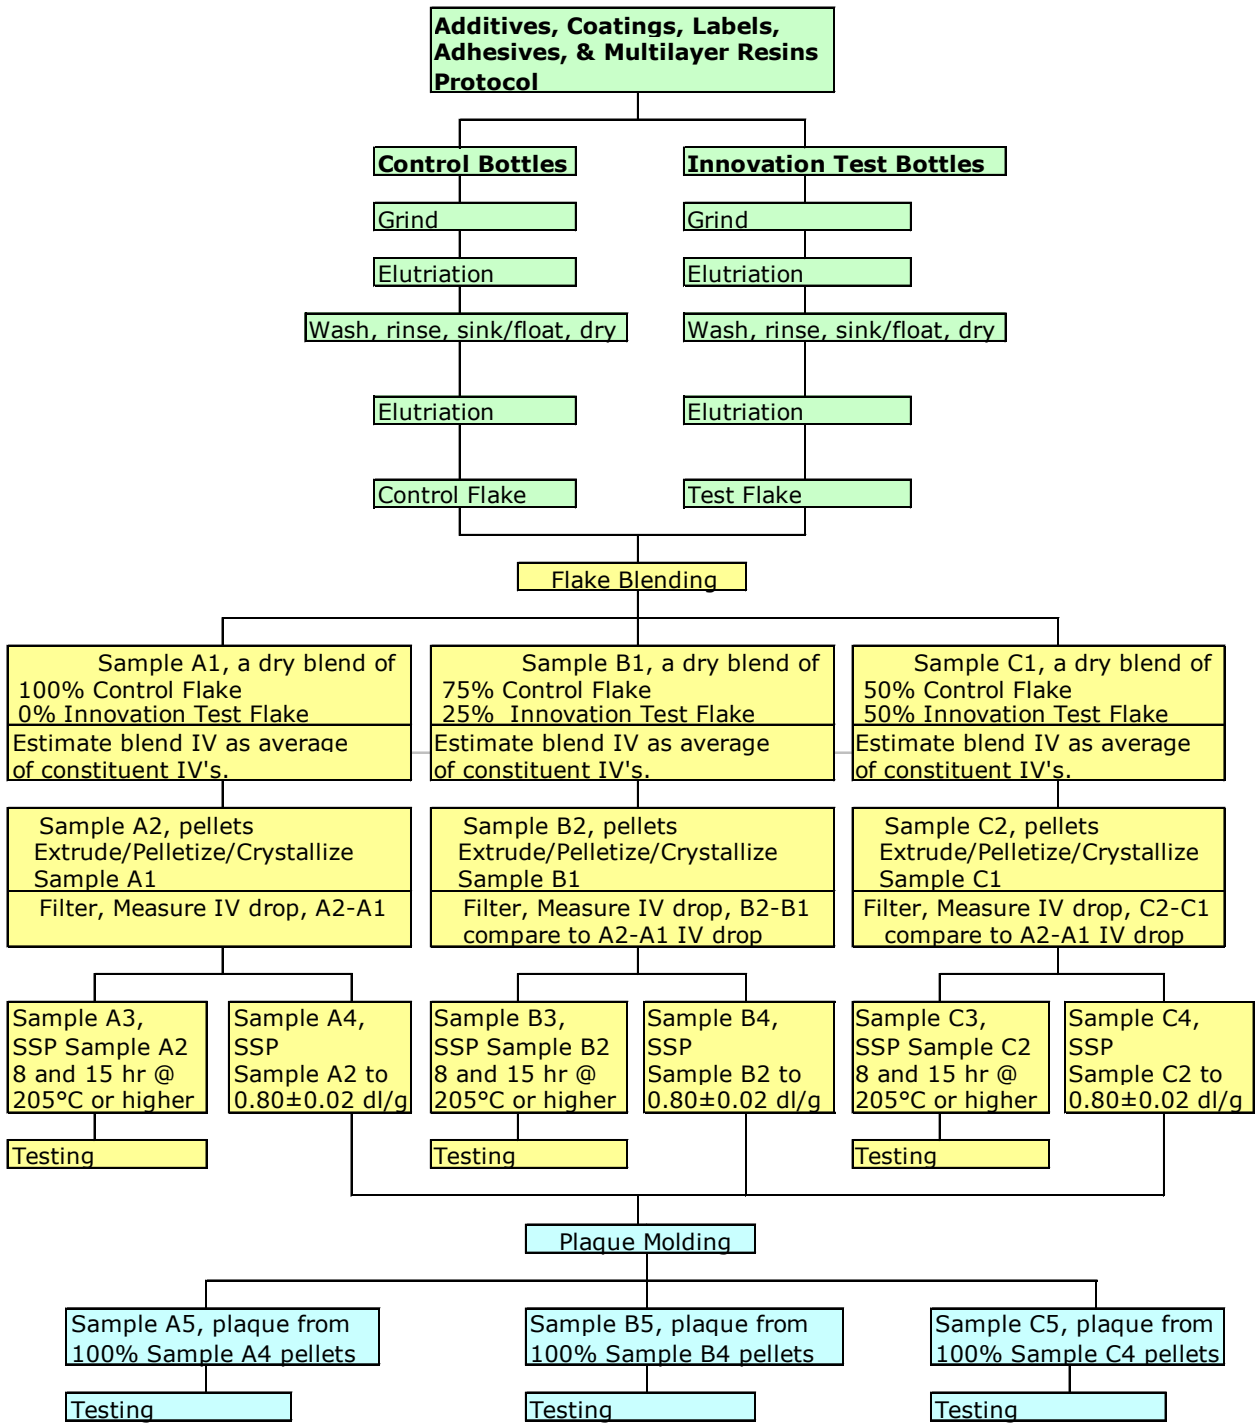 Additives, Coatings, Labels,
Adhesives, & Multilayer Resins
Protocol
Control Bottles
Innovation Test Bottles
Grind
Grind
Elutriation
Elutriation
Wash, rinse, sink/float, dry
Wash, rinse, sink/float, dry
Elutriation
Elutriation
Control Flake
Test Flake
Flake Blending
Sample A1, a dry blend of
100% Control Flake
0% Innovation Test Flake
Estimate blend IV as average
of constituent IV's.
Sample B1, a dry blend of
75% Control Flake
25% Innovation Test Flake
Estimate blend IV as average
of constituent IV's.
Sample C1, a dry blend of
50% Control Flake
50% Innovation Test Flake
Estimate blend IV as average
of constituent IV's.
Sample A2, pellets
Extrude/Pelletize/Crystallize
Sample A1
Filter, Measure IV drop, A2-A1
Sample B2, pellets
Extrude/Pelletize/Crystallize
Sample B1
Filter, Measure IV drop, B2-B1
compare to A2-A1 IV drop
Sample C2, pellets
Extrude/Pelletize/Crystallize
Sample C1
Filter, Measure IV drop, C2-C1
compare to A2-A1 IV drop
Sample A3,
SSP Sample A2
8 and 15 hr @
205°C or higher
Sample A4,
SSP
Sample A2 to
0.80±0.02 dl/g
Sample B3,
SSP Sample B2
8 and 15 hr @
205°C or higher
Sample B4,
SSP
Sample B2 to
0.80±0.02 dl/g
Sample C3,
SSP Sample C2
8 and 15 hr @
205°C or higher
Sample C4,
SSP
Sample C2 to
0.80±0.02 dl/g
Testing
Testing
Testing
Plaque Molding
Sample A5, plaque from
100% Sample A4 pellets
Sample B5, plaque from
100% Sample B4 pellets
Sample C5, plaque from
100% Sample C4 pellets
Testing
Testing
Testing